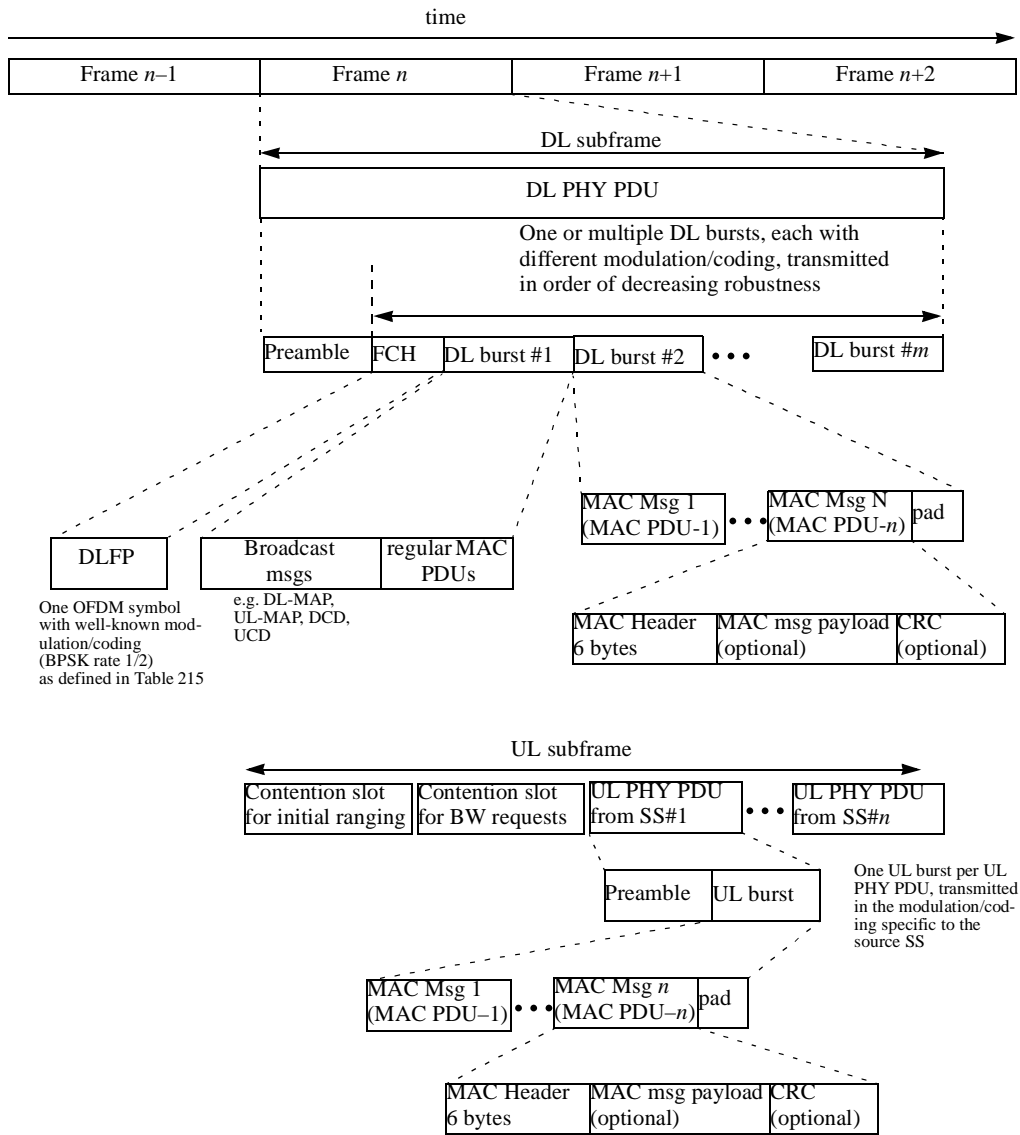 time
Frame n–1
Frame n
Frame n+1
Frame n+2
DL subframe
DL PHY PDU
One or multiple DL bursts, each with
different modulation/coding, transmitted
in order of decreasing robustness
Preamble
FCH
DL burst #1
DL burst #2
DL burst #m
MAC Msg 1
(MAC PDU-1)
MAC Msg N
(MAC PDU-n)
pad
DLFP
Broadcast
msgs
regular MAC
PDUs
One OFDM symbol
with well-known mod-
ulation/coding
(BPSK rate 1/2)
as defined in Table 215
e.g. DL-MAP,
UL-MAP, DCD,
UCD
MAC Header
6 bytes
MAC msg payload
(optional)
CRC
(optional)
UL subframe
Contention slot
for initial ranging
Contention slot
for BW requests
UL PHY PDU
from SS#1
UL PHY PDU
from SS#n
Preamble
UL burst
One UL burst per UL
PHY PDU, transmitted
in the modulation/cod-
ing specific to the
source SS
MAC Msg 1
(MAC PDU–1)
MAC Msg n
(MAC PDU–n)
pad
MAC Header
6 bytes
MAC msg payload
(optional)
CRC
(optional)